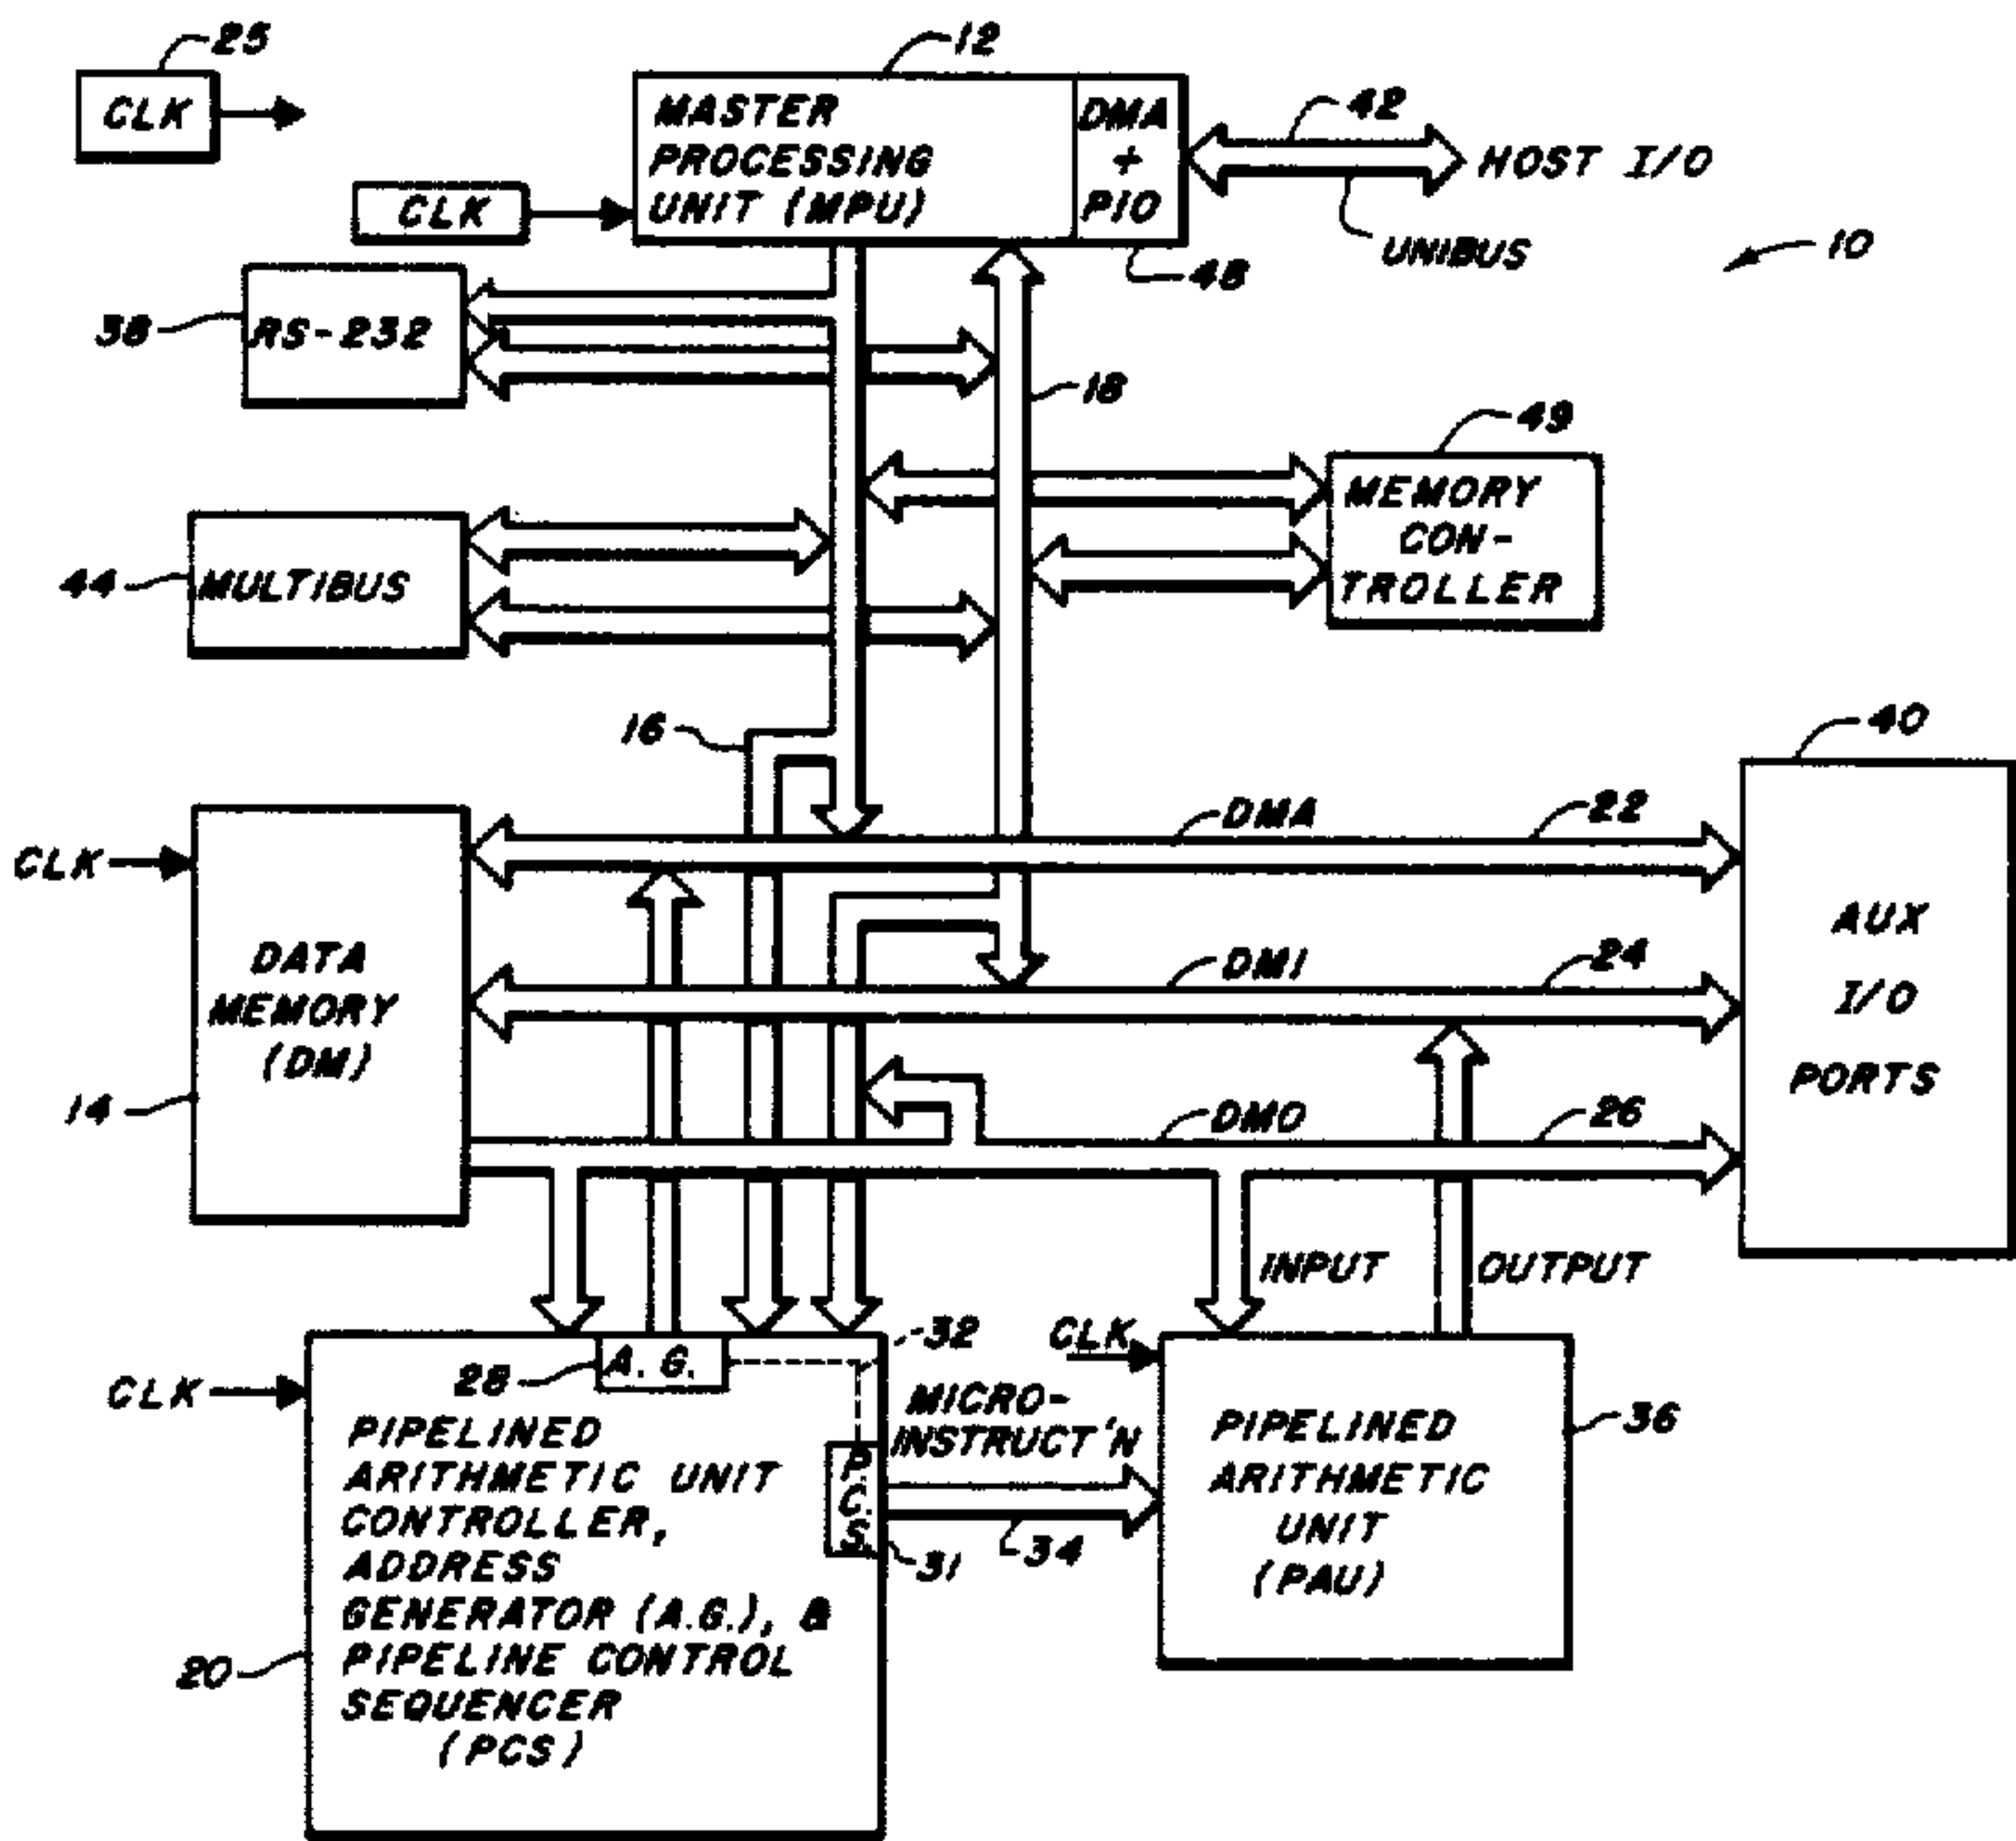 25
CLK
12
MASTER
PROCESSING
UNIT (MPU)
DMA
+
PIO
42
HOST I/O
UNIBUS
10
CLK
48
38
RS-232
18
49
MEMORY
CON-
TROLLER
44
MULTIBUS
16
40
CLK
DMA
22
AUX
I/O
PORTS
DATA
MEMORY
(DM)
14
DMI
24
DMO
26
INPUT
OUTPUT
CLK
28
A.G.
32
P.
C.
S.
31
PIPELINED
ARITHMETIC UNIT
CONTROLLER,
ADDRESS
GENERATOR (A.G.), &
PIPELINE CONTROL
SEQUENCER
(PCS)
20
MICRO-
INSTRUCT'N
34
CLK
PIPELINED
ARITHMETIC
UNIT
(PAU)
36